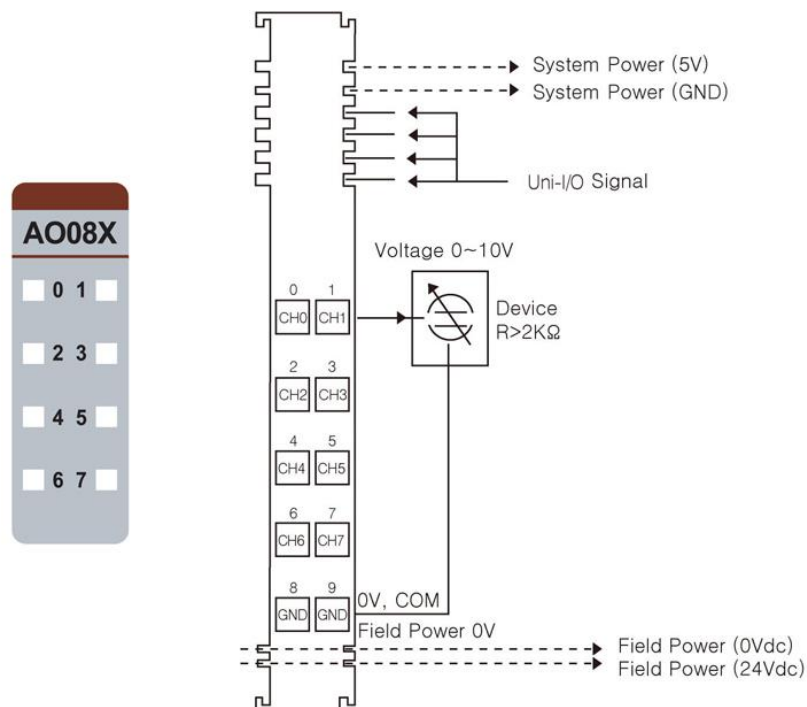 System Power (5V)
System Power (GND)
Uni-I/O Signal
AO08X
0 1
2 3
4 5
6 7
Voltage 0~10V
Device
R>2KΩ
0 1
CH0 CH1
2 3
CH2 CH3
4 5
CH4 CH5
6 7
CH6 CH7
8 9
GND GND
0V, COM
Field Power 0V
Field Power (0Vdc)
Field Power (24Vdc)